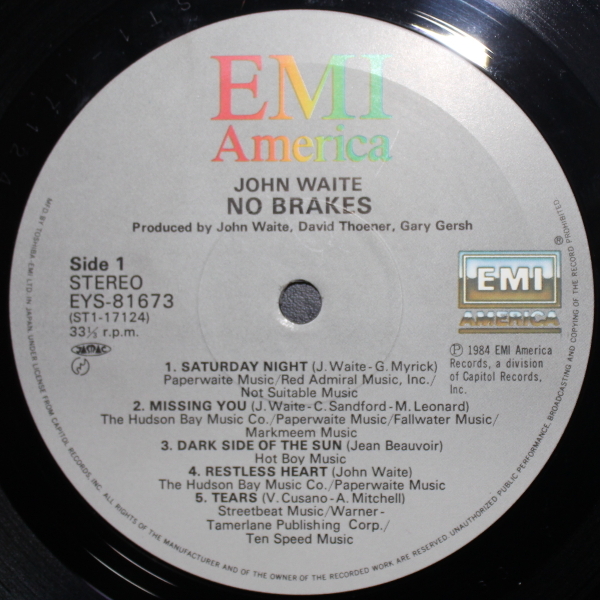 EMI
America
JOHN WAITE
NO BRAKES
Produced by John Waite, David Thoener, Gary Gersh
Side 1
STEREO
EYS-81673
(ST1-17124)
33⅓ r.p.m.
JASRAC
®
EMI
AMERICA
℗ 1984 EMI America
Records, a division
of Capitol Records,
Inc.
1. SATURDAY NIGHT (J. Waite-G. Myrick)
Paperwaite Music/Red Admiral Music, Inc./
Not Suitable Music
2. MISSING YOU (J. Waite-C. Sandford-M. Leonard)
The Hudson Bay Music Co./Paperwaite Music/Fallwater Music/
Markmeem Music
3. DARK SIDE OF THE SUN (Jean Beauvoir)
Hot Boy Music
4. RESTLESS HEART (John Waite)
The Hudson Bay Music Co./Paperwaite Music
5. TEARS (V. Cusano-A. Mitchell)
Streetbeat Music/Warner-
Tamerlane Publishing Corp./
Ten Speed Music
MF'D BY TOSHIBA-EMI LTD. IN JAPAN, UNDER LICENSE FROM CAPITOL RECORDS, INC. ALL RIGHTS OF THE MANUFACTURER AND OF THE OWNER OF THE RECORDED WORK ARE RESERVED. UNAUTHORIZED PUBLIC PERFORMANCE, BROADCASTING AND COPYING OF THE RECORD PROHIBITED